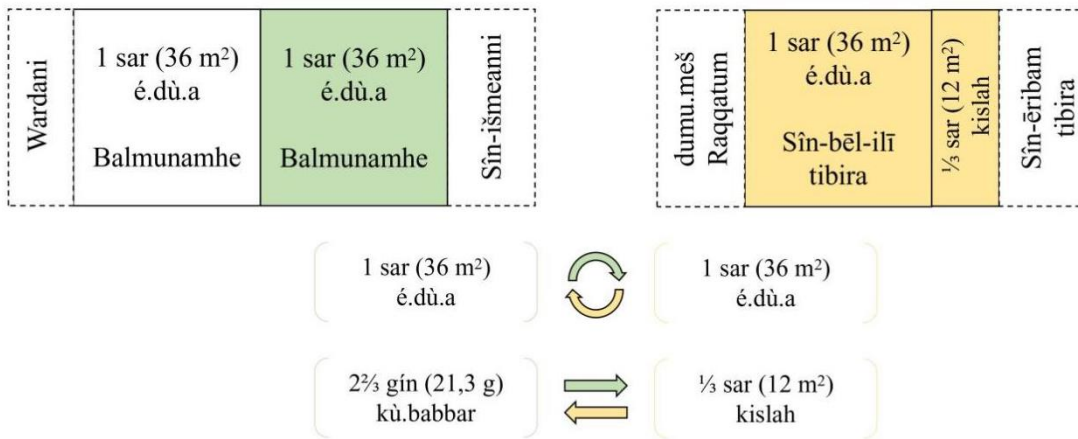 Wardani
1 sar (36 m²)
é.dù.a
Balmunamhe
1 sar (36 m²)
é.dù.a
Balmunamhe
Sîn-išmeami
dumu.meš
Raqqatum
1 sar (36 m²)
é.dù.a
Sîn-bēl-ilī
tibira
⅓ sar (12 m²)
kislah
Sîn-ēribam
tibira
1 sar (36 m²)
é.dù.a
1 sar (36 m²)
é.dù.a
2⅔ gín (21,3 g)
kù.babbar
⅓ sar (12 m²)
kislah